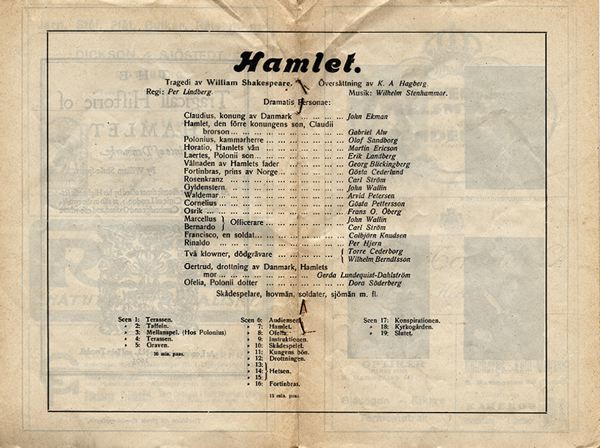 Hamlet.
Tragedi av William Shakespeare. Översättning av K. A. Hagberg.
Regi: Per Lindberg. Musik: Wilhelm Stenhammar.
Dramatis Personae:
Claudius, konung av Danmark ... John Ekman
Hamlet, den förre konungens son, Claudii
brorson ... Gabriel Alw
Polonius, kammarherre ... Olof Sandborg
Horatio, Hamlets vän ... Martin Ericson
Laertes, Polonii son ... Erik Landberg
Vålnaden av Hamlets fader ... Georg Blickingberg
Fortinbras, prins av Norge ... Gösta Cederlund
Rosenkranz ... Carl Ström
Gyldenstern ... John Wallin
Waldemar ... Arvid Petersen
Cornelius ... Gösta Pettersson
Osrik ... Frans O. Öberg
Marcellus } Officerare ... John Wallin
Bernardo } Carl Ström
Francisco, en soldat ... Colbjörn Knudsen
Rinaldo ... Per Hjern
Två klowner, dödgrävare ... { Torre Cederborg
{ Wilhelm Berndtsson
Gertrud, drottning av Danmark, Hamlets
mor ... Gerda Lundequist-Dahlström
Ofelia, Polonii dotter ... Dora Söderberg
Skådespelare, hovmän, soldater, sjömän m. fl.
Scen 1: Terassen.
» 2: Taffeln.
» 3: Mellanspel. (Hos Polonius)
» 4: Terassen.
» 5: Graven.
10 min. paus.
Scen 6: Audiensen.
» 7: Hamlet.
» 8: Ofelia.
» 9: Instruktionen.
» 10: Skådespelet.
» 11: Kungens bön.
» 12: Drottningen.
» 13:
» 14: } Hetsen.
» 15:
» 16: Fortinbras.
15 min. paus.
Scen 17: Konspirationen.
» 18: Kyrkogården.
» 19: Slutet.